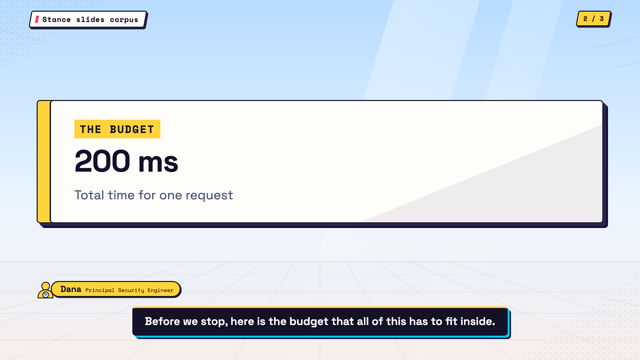 Stance slides corpus
2 / 3
THE BUDGET
200 ms
Total time for one request
Dana Principal Security Engineer
Before we stop, here is the budget that all of this has to fit inside.